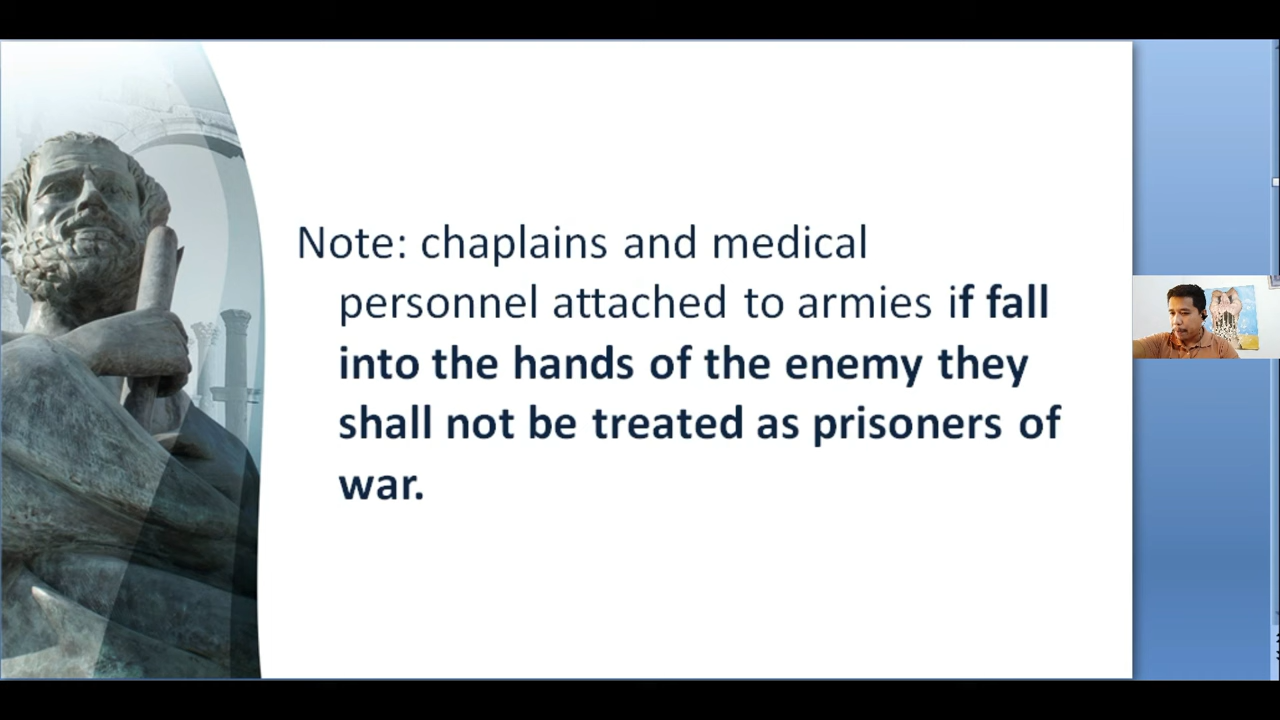 Note: chaplains and medical
personnel attached to armies if fall
into the hands of the enemy they
shall not be treated as prisoners of
war.